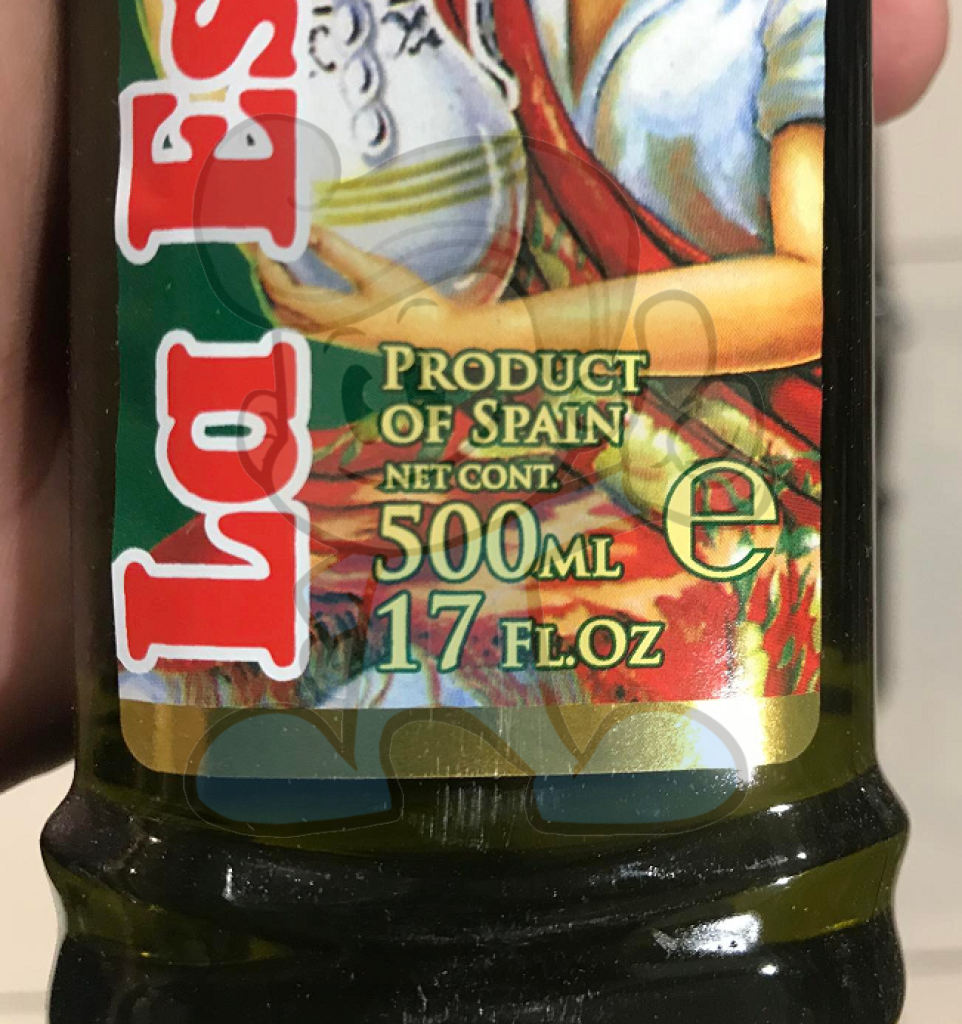 La Es
PRODUCT
OF SPAIN
NET CONT.
500ML
e
17 FL.OZ